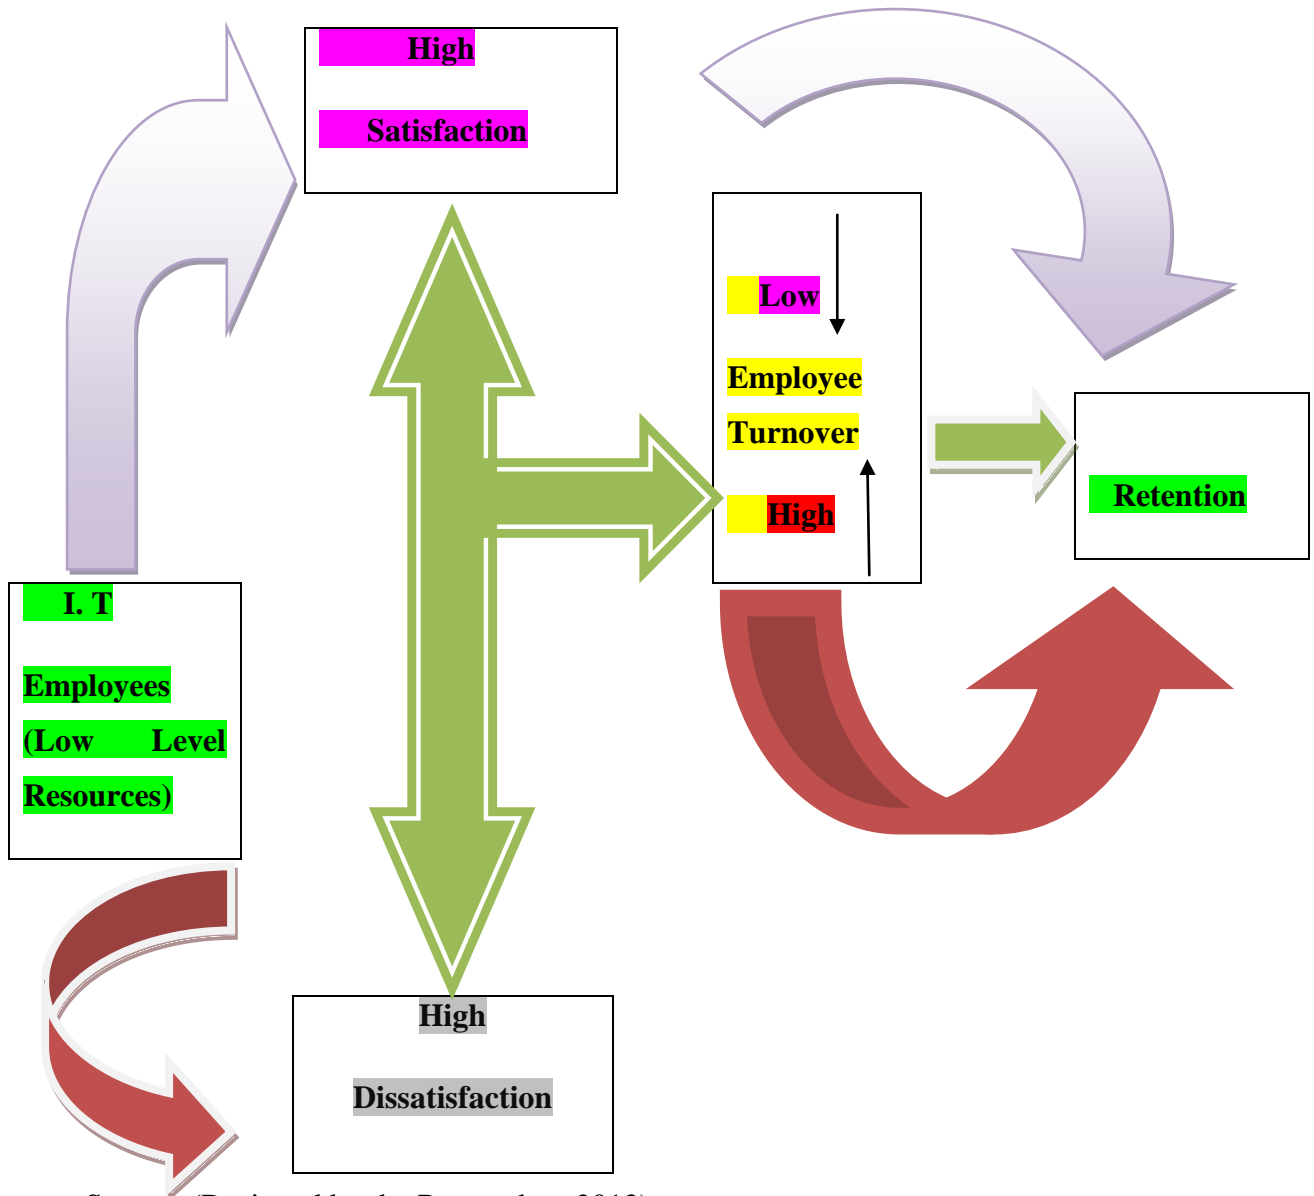 High
Satisfaction
Low
Employee
Turnover
High
Retention
I. T
Employees
(Low Level
Resources)
High
Dissatisfaction